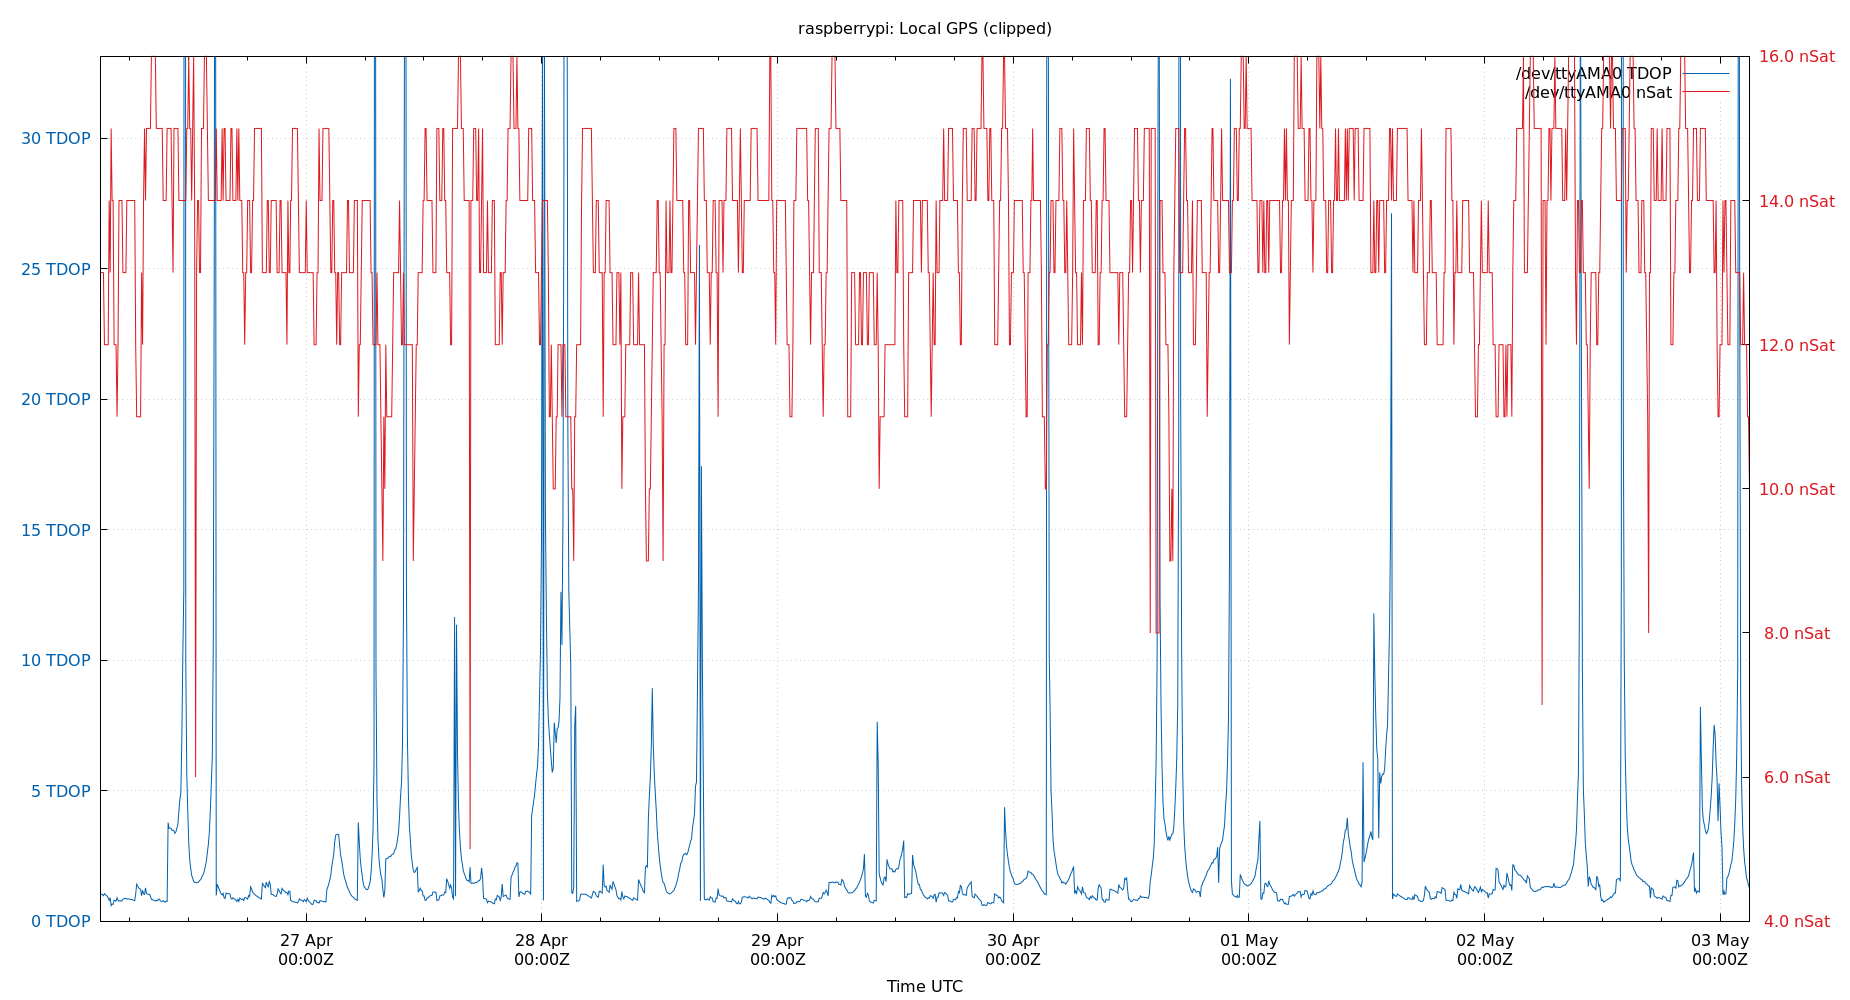 raspberrypi: Local GPS (clipped)
16.0 nSat
/dev/ttyAMA0 TDOP
/dev/ttyAMA0 nSat
30 TDOP
14.0 nSat
25 TDOP
12.0 nSat
20 TDOP
10.0 nSat
15 TDOP
8.0 nSat
10 TDOP
6.0 nSat
5 TDOP
0 TDOP
4.0 nSat
27 Apr 28 Apr 29 Apr 30 Apr 01 May 02 May 03 May
00:00Z 00:00Z 00:00Z 00:00Z 00:00Z 00:00Z 00:00Z
Time UTC